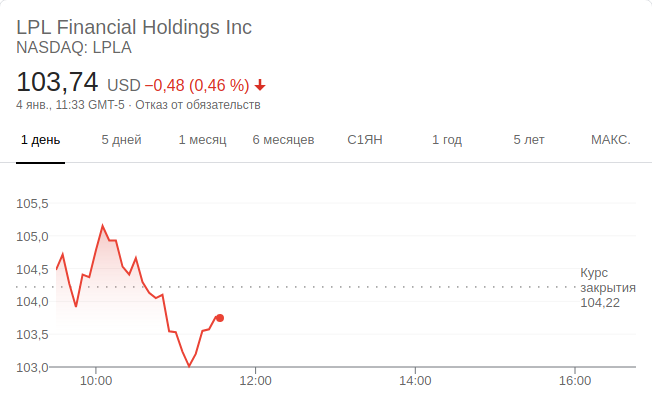 LPL Financial Holdings Inc
NASDAQ: LPLA
103,74 USD −0,48 (0,46 %)
4 янв., 11:33 GMT-5 · Отказ от обязательств
1 день 5 дней 1 месяц 6 месяцев С1ЯН 1 год 5 лет МАКС.
105,5
105,0
104,5
104,0
103,5
103,0
Курс
закрытия
104,22
10:00 12:00 14:00 16:00